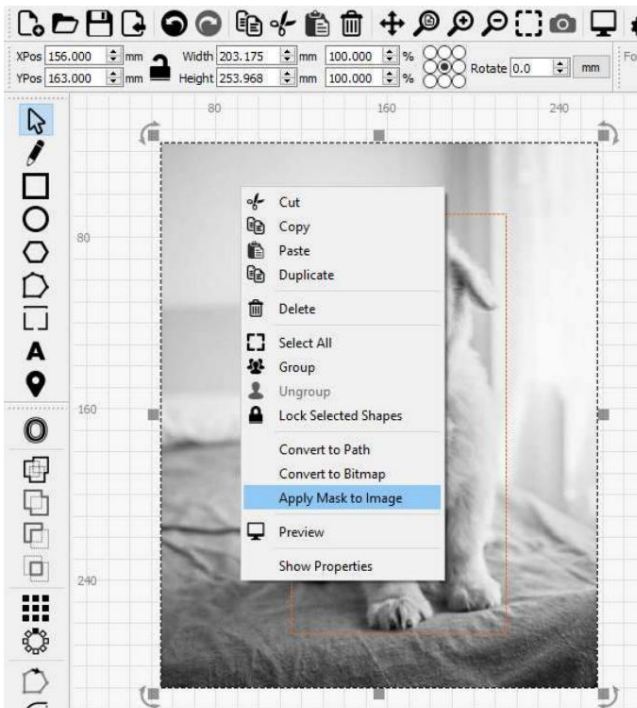 XPos 156.000 mm Width 203.175 mm 100.000 % Rotate 0.0 mm Fo
YPos 163.000 mm Height 253.968 mm 100.000 %
80 160 240
80
160
240
A
Cut
Copy
Paste
Duplicate
Delete
Select All
Group
Ungroup
Lock Selected Shapes
Convert to Path
Convert to Bitmap
Apply Mask to Image
Preview
Show Properties